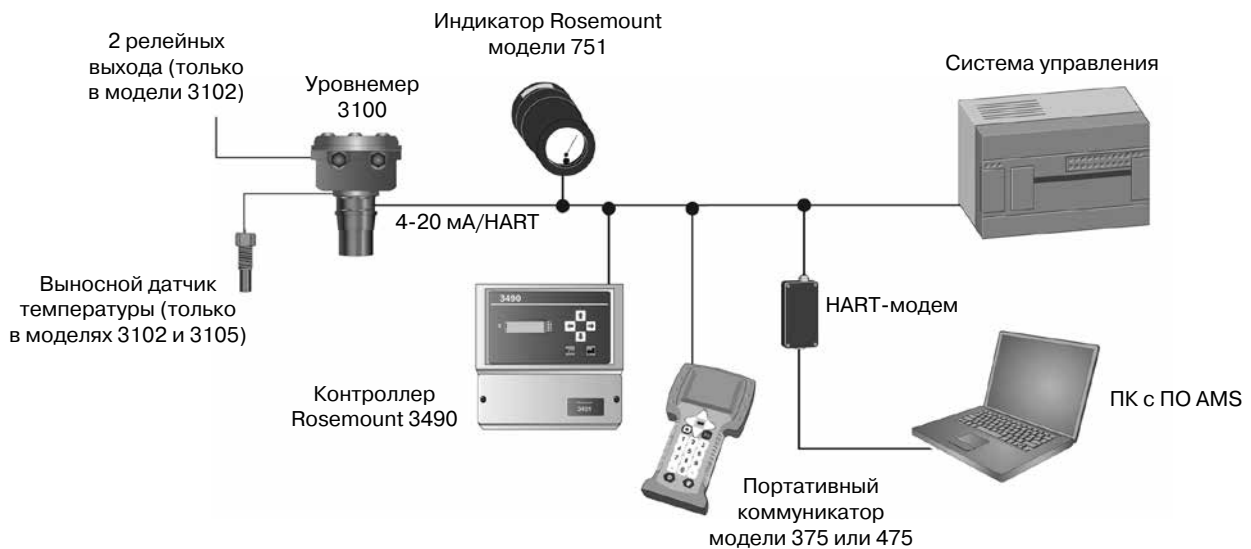 Индикатор Rosemount
модели 751
2 релейных
выхода (только
в модели 3102)
Уровнемер
3100
Система управления
4-20 мА/HART
Выносной датчик
температуры (только
в моделях 3102 и 3105)
3490
HART-модем
Контроллер
Rosemount 3490
ПК с ПО AMS
Портативный
коммуникатор
модели 375 или 475